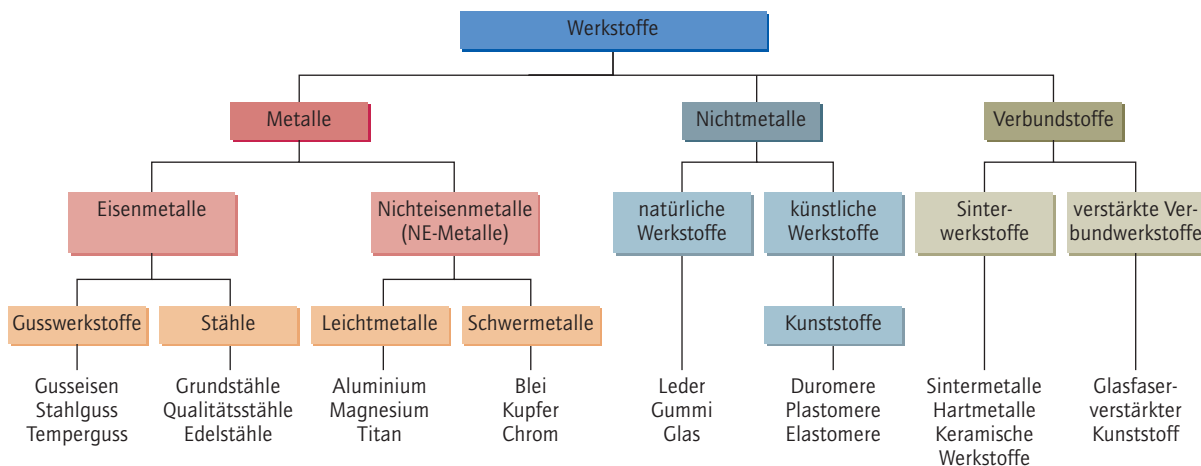 Werkstoffe
Metalle
Nichtmetalle
Verbundstoffe
Eisenmetalle
Nichteisenmetalle
(NE-Metalle)
natürliche
Werkstoffe
künstliche
Werkstoffe
Sinter-
werkstoffe
verstärkte Ver-
bundwerkstoffe
Gusswerkstoffe
Stähle
Leichtmetalle
Schwermetalle
Kunststoffe
Gusseisen
Stahlguss
Temperguss
Grundstähle
Qualitätsstähle
Edelstähle
Aluminium
Magnesium
Titan
Blei
Kupfer
Chrom
Leder
Gummi
Glas
Duromere
Plastomere
Elastomere
Sintermetalle
Hartmetalle
Keramische
Werkstoffe
Glasfaser-
verstärkter
Kunststoff